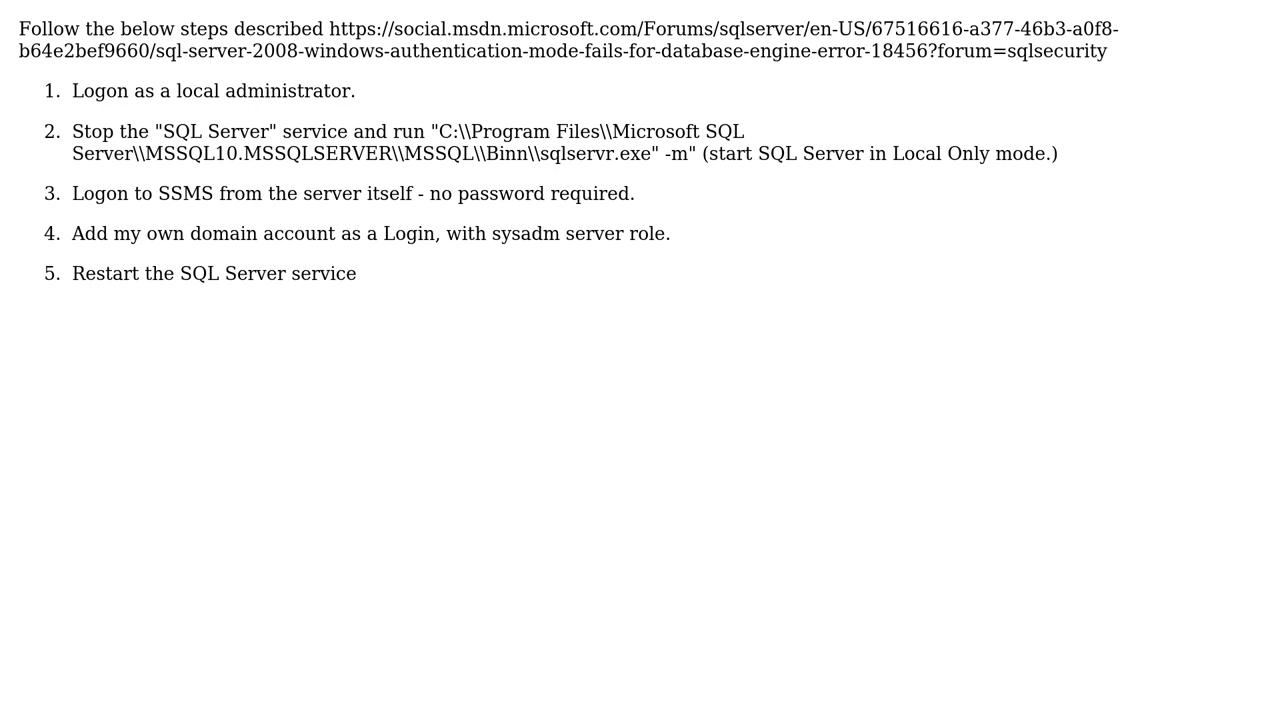 Follow the below steps described https://social.msdn.microsoft.com/Forums/sqlserver/en-US/67516616-a377-46b3-a0f8-
b64e2bef9660/sql-server-2008-windows-authentication-mode-fails-for-database-engine-error-18456?forum=sqlsecurity
1. Logon as a local administrator.
2. Stop the "SQL Server" service and run "C:\\Program Files\\Microsoft SQL
Server\\MSSQL10.MSSQLSERVER\\MSSQL\\Binn\\sqlservr.exe" -m" (start SQL Server in Local Only mode.)
3. Logon to SSMS from the server itself - no password required.
4. Add my own domain account as a Login, with sysadm server role.
5. Restart the SQL Server service